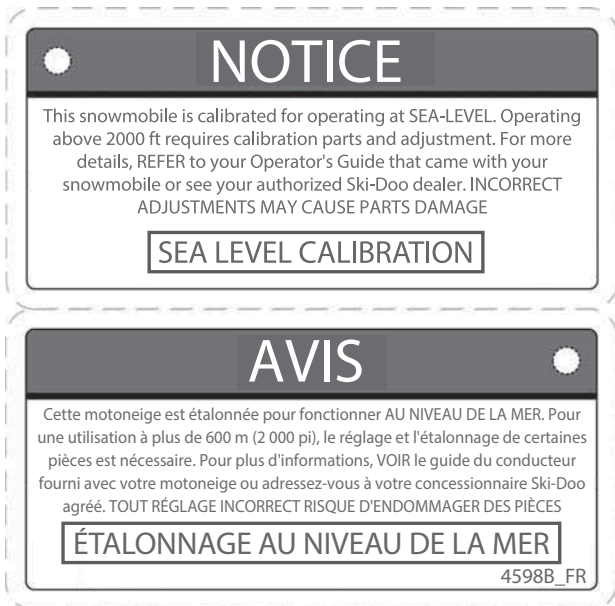 NOTICE
This snowmobile is calibrated for operating at SEA-LEVEL. Operating
above 2000 ft requires calibration parts and adjustment. For more
details, REFER to your Operator's Guide that came with your
snowmobile or see your authorized Ski-Doo dealer. INCORRECT
ADJUSTMENTS MAY CAUSE PARTS DAMAGE
SEA LEVEL CALIBRATION
AVIS
Cette motoneige est étalonnée pour fonctionner AU NIVEAU DE LA MER. Pour
une utilisation à plus de 600 m (2 000 pi), le réglage et l'étalonnage de certaines
pièces est nécessaire. Pour plus d'informations, VOIR le guide du conducteur
fourni avec votre motoneige ou adressez-vous à votre concessionnaire Ski-Doo
agréé. TOUT RÉGLAGE INCORRECT RISQUE D'ENDOMMAGER DES PIÈCES
ÉTALONNAGE AU NIVEAU DE LA MER
4598B_FR